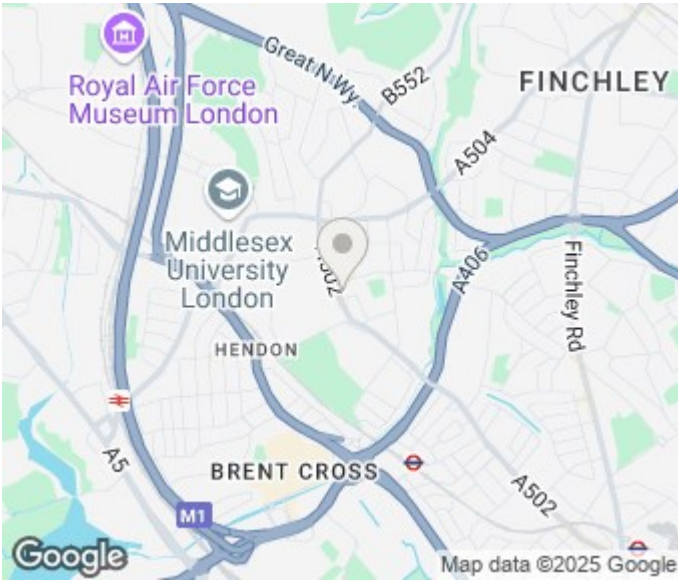 Great N Wy
B552
FINCHLEY
Royal Air Force
Museum London
A504
Middlesex
University
London
A406
Finchley Rd
HENDON
A5
BRENT CROSS
A502
M1
Google
Map data ©2025 Google